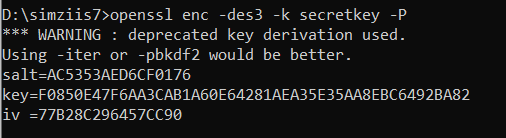 D:\simziis7>openssl enc -des3 -k secretkey -P
*** WARNING : deprecated key derivation used.
Using -iter or -pbkdf2 would be better.
salt=AC5353AED6CF0176
key=F0850E47F6AA3CAB1A60E64281AEA35E35AA8EBC6492BA82
iv =77B28C296457CC90